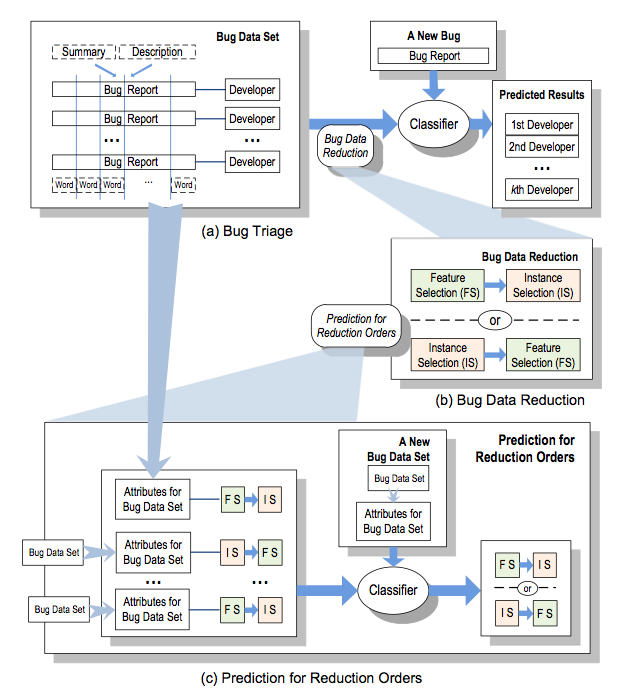 Bug Data Set
Summary
Description
Bug Report
Developer
Bug Report
Developer
...
...
Bug Report
Developer
Word
Word
Word
...
Word
(a) Bug Triage
A New Bug
Bug Report
Bug Data
Reduction
Classifier
Predicted Results
1st Developer
2nd Developer
...
kth Developer
Bug Data Reduction
Feature
Selection (FS)
Instance
Selection (IS)
or
Instance
Selection (IS)
Feature
Selection (FS)
(b) Bug Data Reduction
Prediction for
Reduction Orders
Prediction for
Reduction Orders
A New
Bug Data Set
Bug Data Set
Attributes for
Bug Data Set
Attributes for
Bug Data Set
F S
I S
Bug Data Set
Attributes for
Bug Data Set
I S
F S
...
...
Bug Data Set
Attributes for
Bug Data Set
F S
I S
Classifier
F S
I S
or
I S
F S
(c) Prediction for Reduction Orders